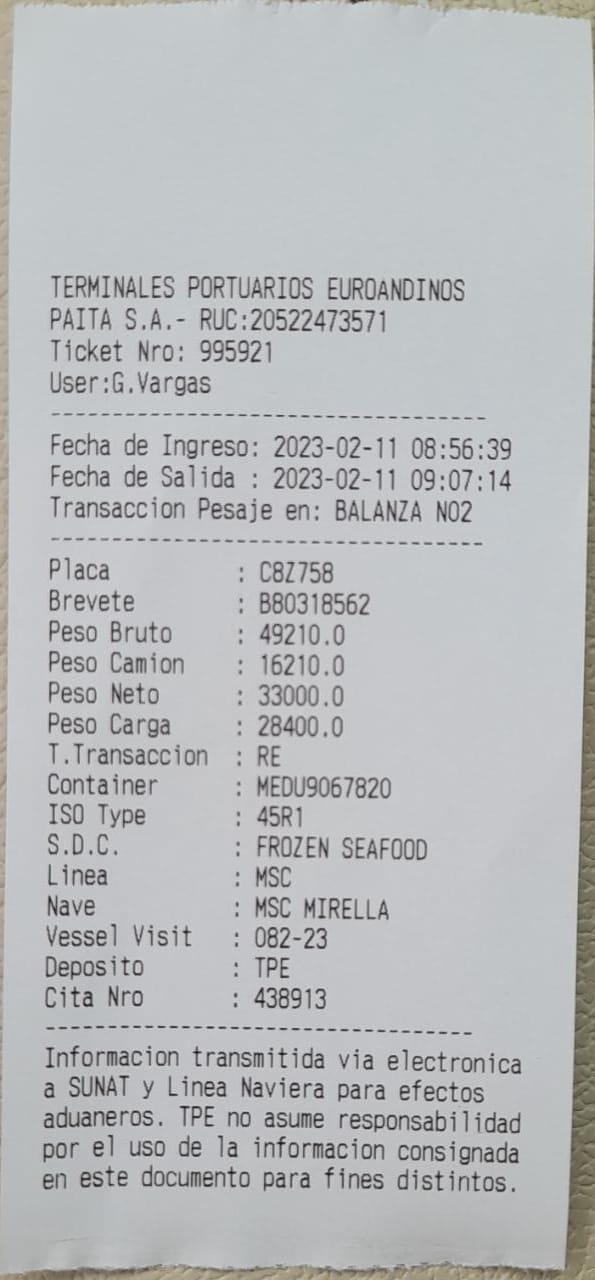 TERMINALES PORTUARIOS EUROANDINOS
PAITA S.A.- RUC:20522473571
Ticket Nro: 995921
User:G.Vargas
-----------------------------------
Fecha de Ingreso: 2023-02-11 08:56:39
Fecha de Salida : 2023-02-11 09:07:14
Transaccion Pesaje en: BALANZA NO2
-----------------------------------
Placa : C8Z758
Brevete : B80318562
Peso Bruto : 49210.0
Peso Camion : 16210.0
Peso Neto : 33000.0
Peso Carga : 28400.0
T.Transaccion : RE
Container : MEDU9067820
ISO Type : 45R1
S.D.C. : FROZEN SEAFOOD
Linea : MSC
Nave : MSC MIRELLA
Vessel Visit : 082-23
Deposito : TPE
Cita Nro : 438913
-----------------------------------
Informacion transmitida via electronica
a SUNAT y Linea Naviera para efectos
aduaneros. TPE no asume responsabilidad
por el uso de la informacion consignada
en este documento para fines distintos.